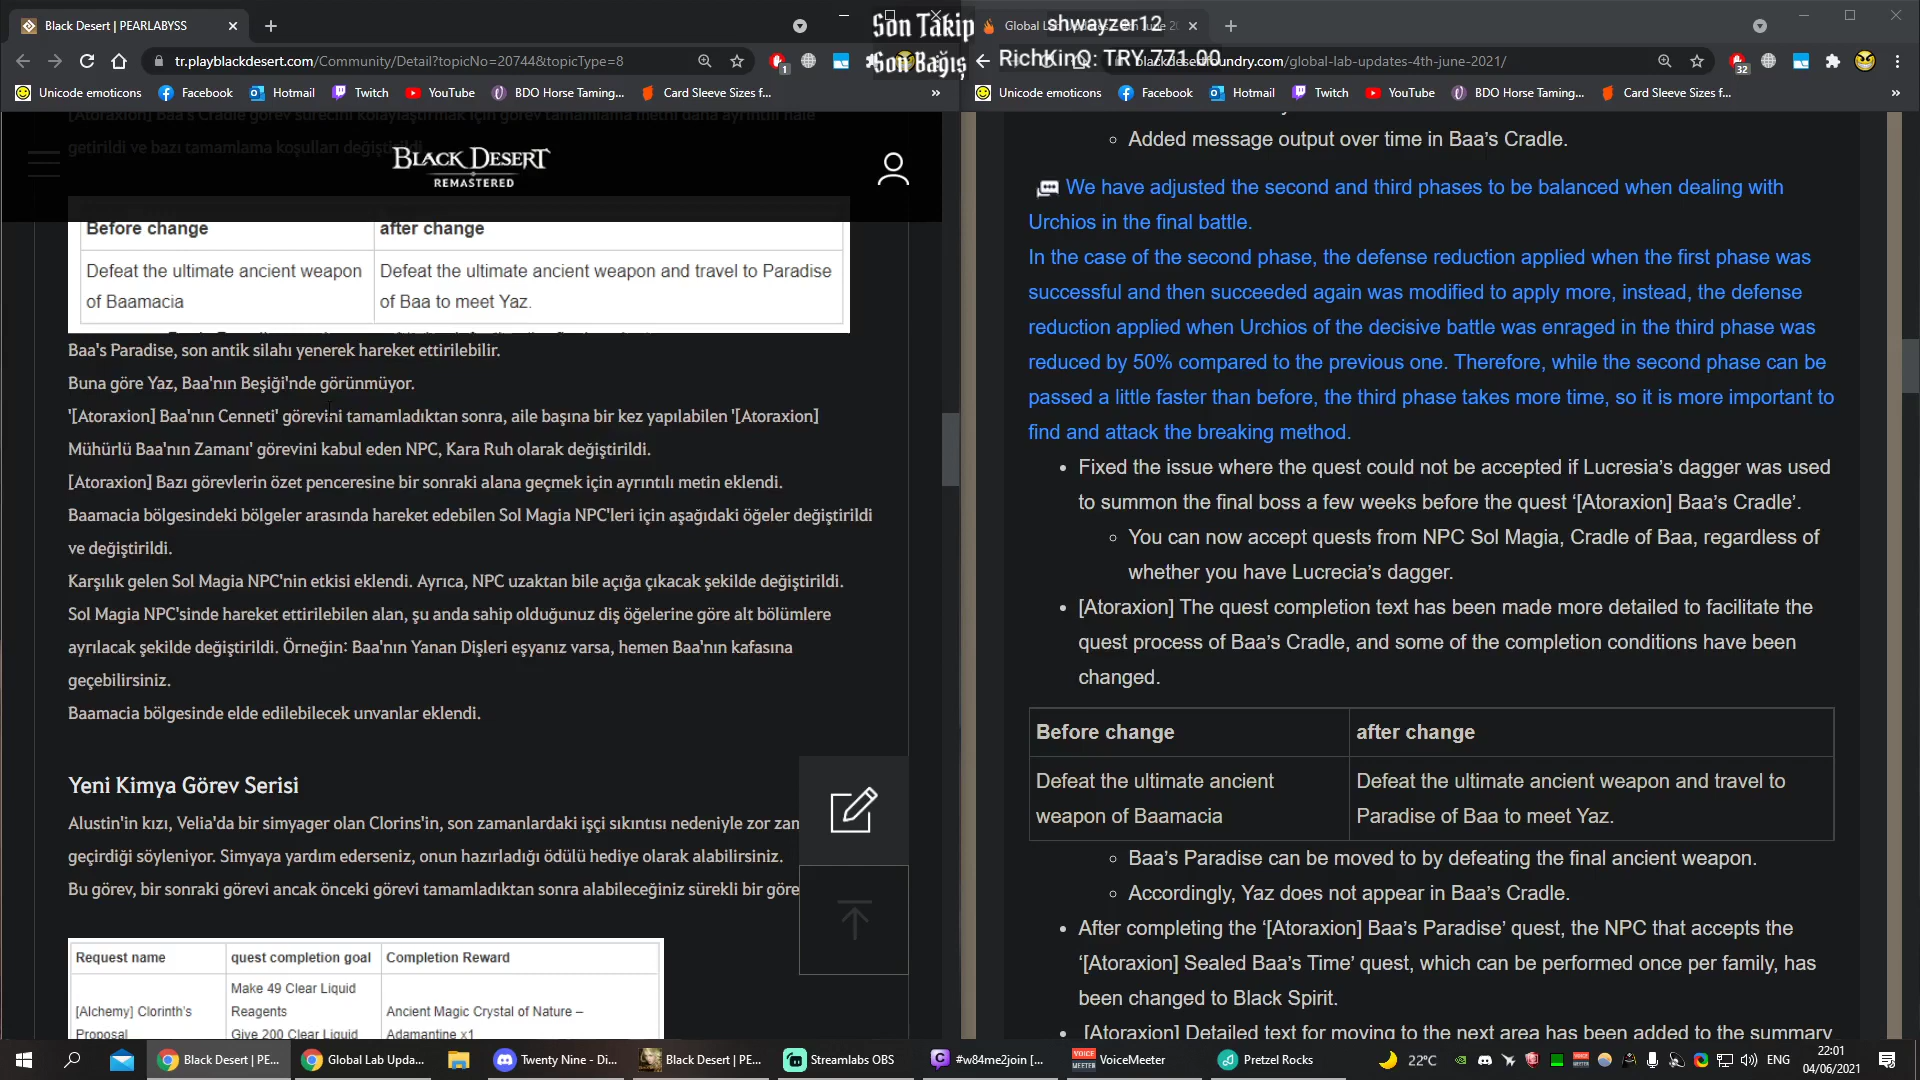 Black Desert | PEARLABYSS
Son Takip
shwayzer12
Global L
tr.playblackdesert.com/Community/Detail?topicNo=20744&topicType=8
Son Bağış
RichKinQ: TRY 771.00
blackdesertfoundry.com/global-lab-updates-4th-june-2021/
Unicode emoticons Facebook Hotmail Twitch YouTube BDO Horse Taming... Card Sleeve Sizes f... »
Unicode emoticons Facebook Hotmail Twitch YouTube BDO Horse Taming... Card Sleeve Sizes f... »
[Atoraxion] Baa's Cradle görev sürecini kolaylaştırmak için görev tamamlama metni daha ayrıntılı hale
getirildi ve bazı tamamlama koşulları değiştirildi.
BLACK DESERT
REMASTERED
Before change after change
Defeat the ultimate ancient weapon of Baamacia
Defeat the ultimate ancient weapon and travel to Paradise of Baa to meet Yaz.
Baa's Paradise, son antik silahı yenerek hareket ettirilebilir.
Buna göre Yaz, Baa'nın Beşiği'nde görünmüyor.
'[Atoraxion] Baa'nın Cenneti' görevini tamamladıktan sonra, aile başına bir kez yapılabilen '[Atoraxion]
Mühürlü Baa'nın Zamanı' görevini kabul eden NPC, Kara Ruh olarak değiştirildi.
[Atoraxion] Bazı görevlerin özet penceresine bir sonraki alana geçmek için ayrıntılı metin eklendi.
Baamacia bölgesindeki bölgeler arasında hareket edebilen Sol Magia NPC'leri için aşağıdaki öğeler değiştirildi
ve değiştirildi.
Karşılık gelen Sol Magia NPC'nin etkisi eklendi. Ayrıca, NPC uzaktan bile açığa çıkacak şekilde değiştirildi.
Sol Magia NPC'sinde hareket ettirilebilen alan, şu anda sahip olduğunuz diş öğelerine göre alt bölümlere
ayrılacak şekilde değiştirildi. Örneğin: Baa'nın Yanan Dişleri eşyanız varsa, hemen Baa'nın kafasına
geçebilirsiniz.
Baamacia bölgesinde elde edilebilecek unvanlar eklendi.
Yeni Kimya Görev Serisi
Alustin'in kızı, Velia'da bir simyager olan Clorins'in, son zamanlardaki işçi sıkıntısı nedeniyle zor zam
geçirdiği söyleniyor. Simyaya yardım ederseniz, onun hazırladığı ödülü hediye olarak alabilirsiniz.
Bu görev, bir sonraki görevi ancak önceki görevi tamamladıktan sonra alabileceğiniz sürekli bir göre
Request name quest completion goal Completion Reward
[Alchemy] Clorinth's Proposal
Make 49 Clear Liquid Reagents
Give 200 Clear Liquid
Ancient Magic Crystal of Nature – Adamantine x1
Added message output over time in Baa's Cradle.
We have adjusted the second and third phases to be balanced when dealing with
Urchios in the final battle.
In the case of the second phase, the defense reduction applied when the first phase was
successful and then succeeded again was modified to apply more, instead, the defense
reduction applied when Urchios of the decisive battle was enraged in the third phase was
reduced by 50% compared to the previous one. Therefore, while the second phase can be
passed a little faster than before, the third phase takes more time, so it is more important to
find and attack the breaking method.
Fixed the issue where the quest could not be accepted if Lucresia's dagger was used
to summon the final boss a few weeks before the quest '[Atoraxion] Baa's Cradle'.
You can now accept quests from NPC Sol Magia, Cradle of Baa, regardless of
whether you have Lucrecia's dagger.
[Atoraxion] The quest completion text has been made more detailed to facilitate the
quest process of Baa's Cradle, and some of the completion conditions have been
changed.
Before change after change
Defeat the ultimate ancient weapon of Baamacia
Defeat the ultimate ancient weapon and travel to Paradise of Baa to meet Yaz.
Baa's Paradise can be moved to by defeating the final ancient weapon.
Accordingly, Yaz does not appear in Baa's Cradle.
After completing the '[Atoraxion] Baa's Paradise' quest, the NPC that accepts the
'[Atoraxion] Sealed Baa's Time' quest, which can be performed once per family, has
been changed to Black Spirit.
[Atoraxion] Detailed text for moving to the next area has been added to the summary
Black Desert | PE... Global Lab Upda... Twenty Nine - Di... Black Desert | PE... Streamlabs OBS #w84me2join [... VoiceMeeter Pretzel Rocks 22°C ENG
22:01
04/06/2021